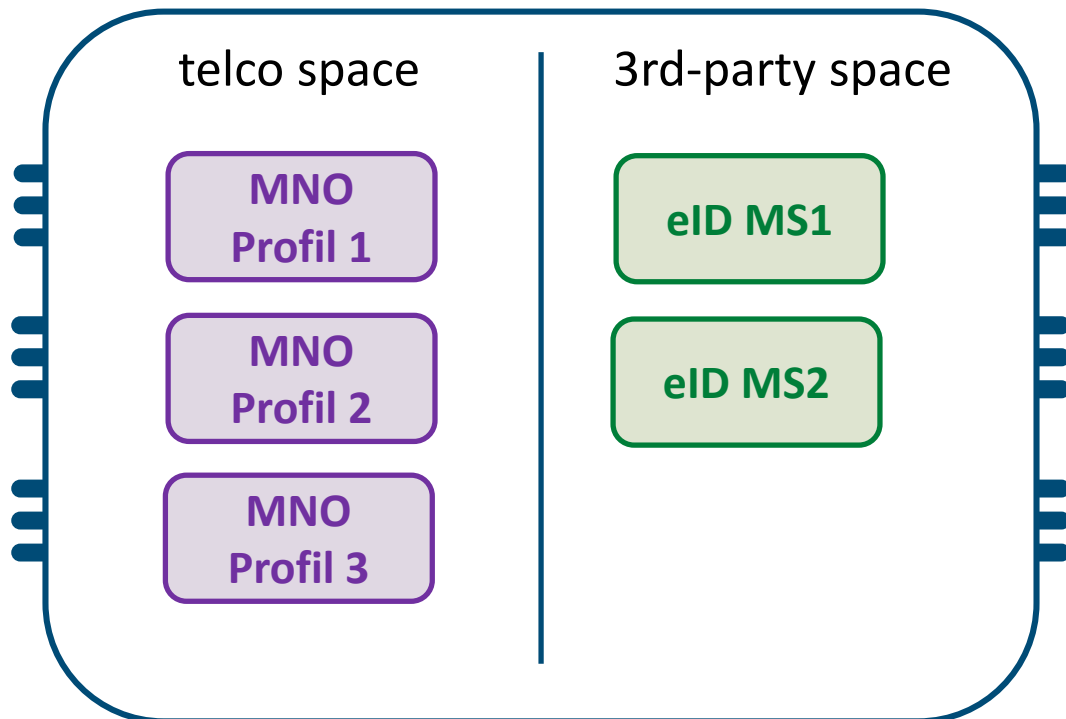 telco space
MNO
Profil 1
MNO
Profil 2
MNO
Profil 3
3rd-party space
eID MS1
eID MS2